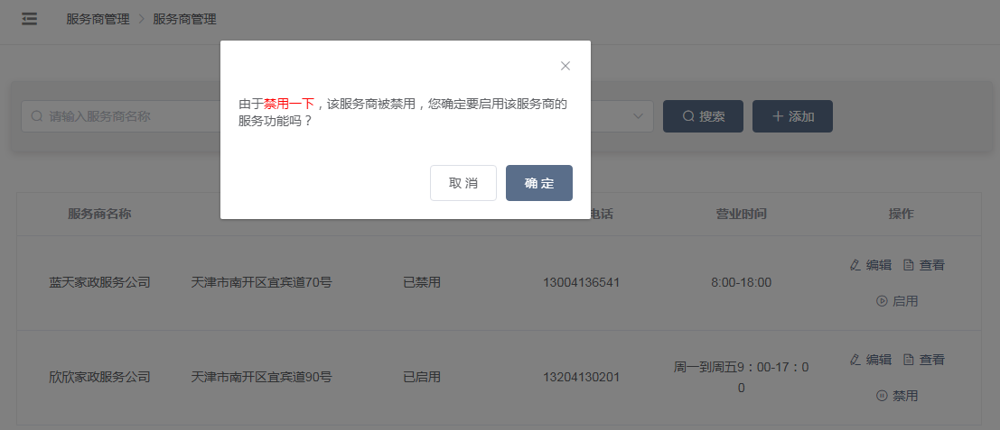 服务商管理 > 服务商管理
由于禁用一下，该服务商被禁用，您确定要启用该服务商的
服务功能吗？
请输入服务商名称
搜索
添加
取 消
确 定
服务商名称 电话 营业时间 操作
蓝天家政服务公司 天津市南开区宜宾道70号 已禁用 13004136541 8:00-18:00 编辑 查看
启用
欣欣家政服务公司 天津市南开区宜宾道90号 已启用 13204130201 周一到周五9：00-17：0
0
编辑 查看
禁用